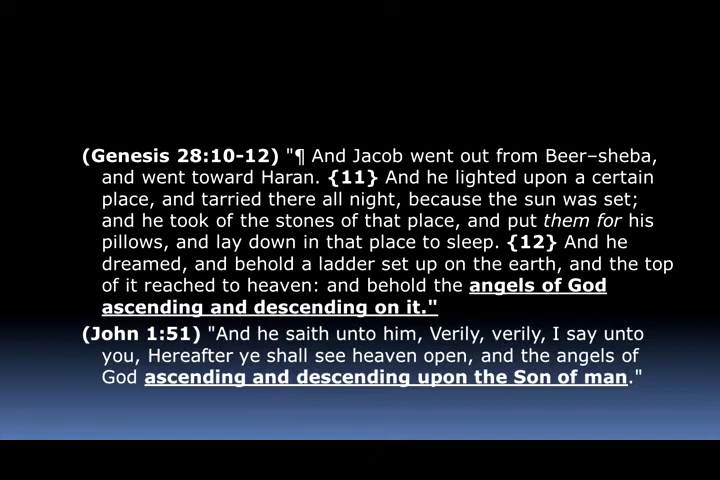 (Genesis 28:10-12) "¶ And Jacob went out from Beer–sheba,
and went toward Haran. {11} And he lighted upon a certain
place, and tarried there all night, because the sun was set;
and he took of the stones of that place, and put them for his
pillows, and lay down in that place to sleep. {12} And he
dreamed, and behold a ladder set up on the earth, and the top
of it reached to heaven: and behold the angels of God
ascending and descending on it."
(John 1:51) "And he saith unto him, Verily, verily, I say unto
you, Hereafter ye shall see heaven open, and the angels of
God ascending and descending upon the Son of man."